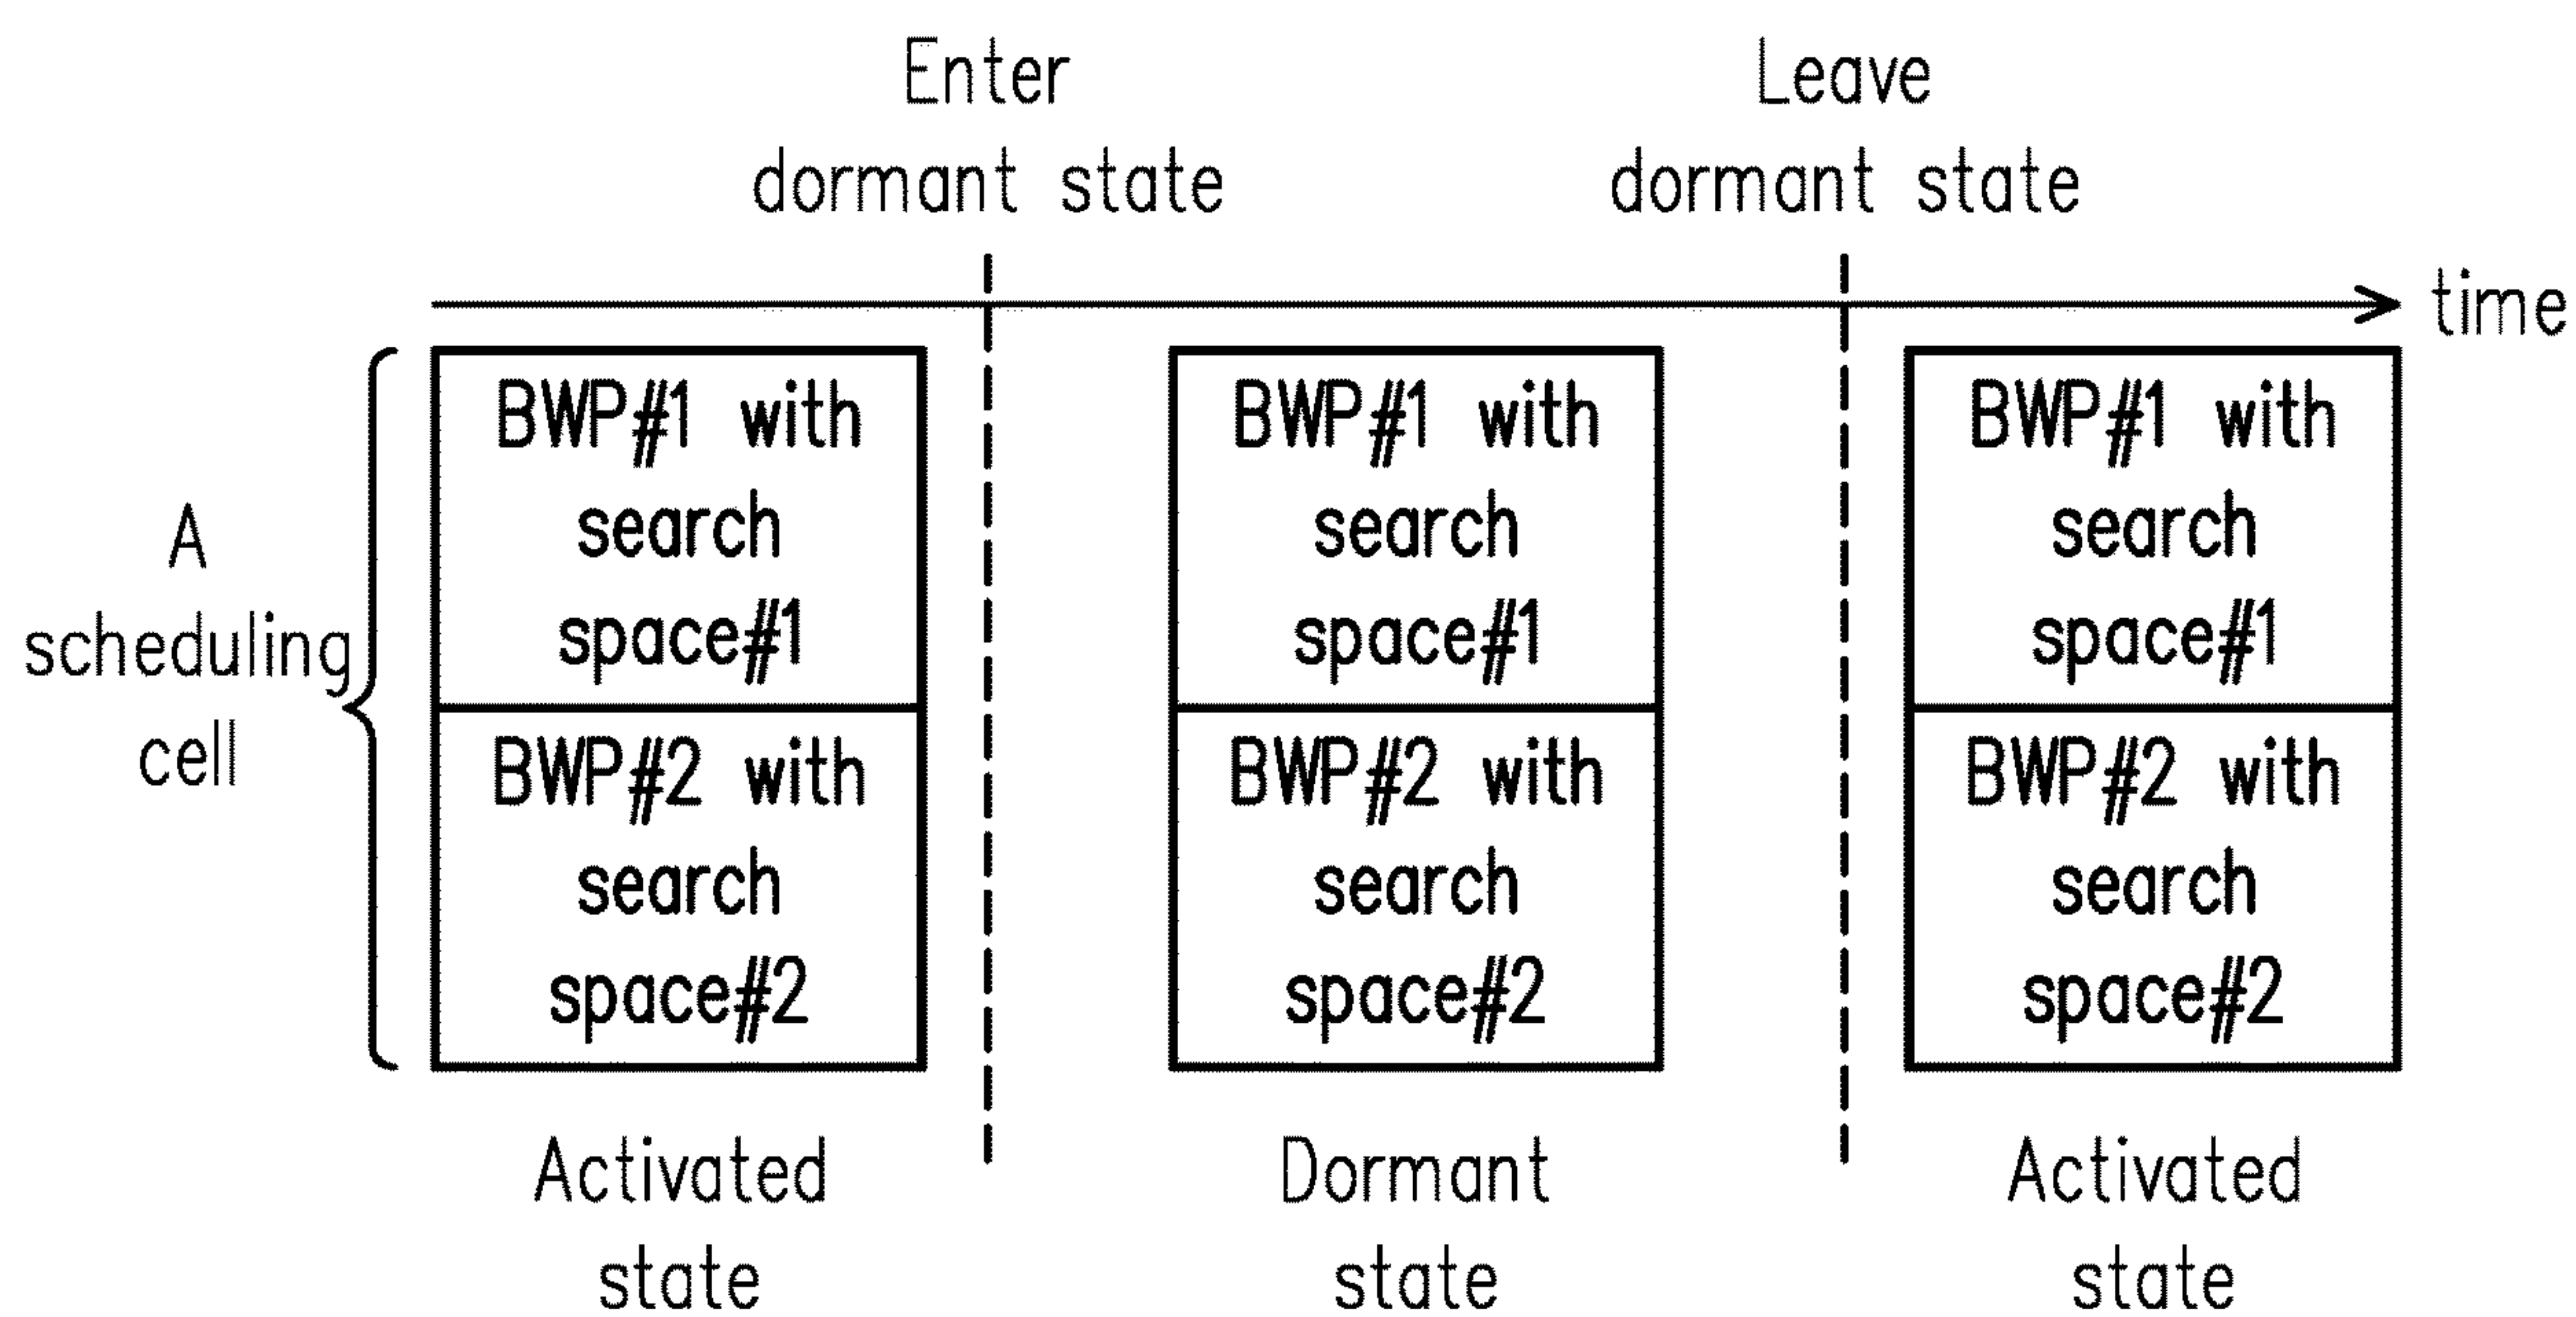 Enter
dormant state
Leave
dormant state
time
A
scheduling
cell
BWP#1 with
search
space#1
BWP#2 with
search
space#2
Activated
state
BWP#1 with
search
space#1
BWP#2 with
search
space#2
Dormant
state
BWP#1 with
search
space#1
BWP#2 with
search
space#2
Activated
state